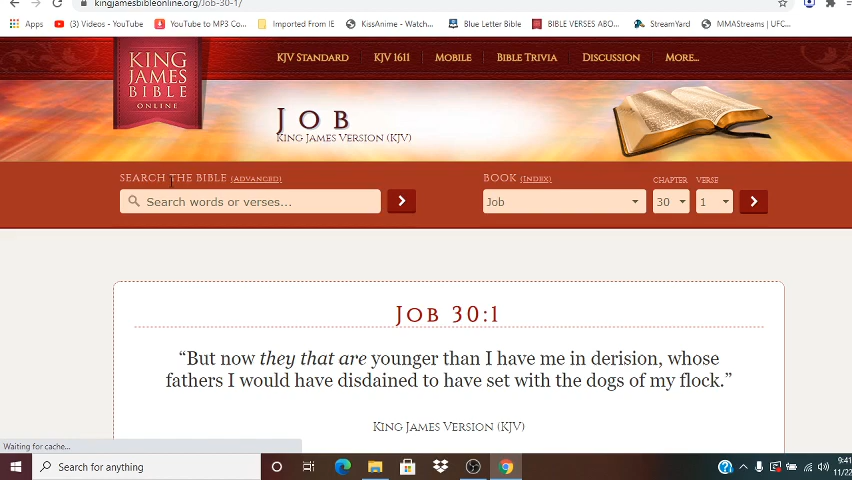 kingjamesbibleonline.org/Job-30-1/
Apps (3) Videos - YouTube YouTube to MP3 Co... Imported From IE KissAnime - Watch... Blue Letter Bible BIBLE VERSES ABO... StreamYard MMAStreams | UFC...
KING
JAMES
BIBLE
ONLINE
KJV Standard KJV 1611 Mobile Bible Trivia Discussion More...
Job
King James Version (KJV)
Search the Bible (Advanced) Book (Index) Chapter Verse
Search words or verses... Job 30 1
Job 30:1
“But now they that are younger than I have me in derision, whose
fathers I would have disdained to have set with the dogs of my flock.”
King James Version (KJV)
Waiting for cache...
Search for anything
9:41
11/22